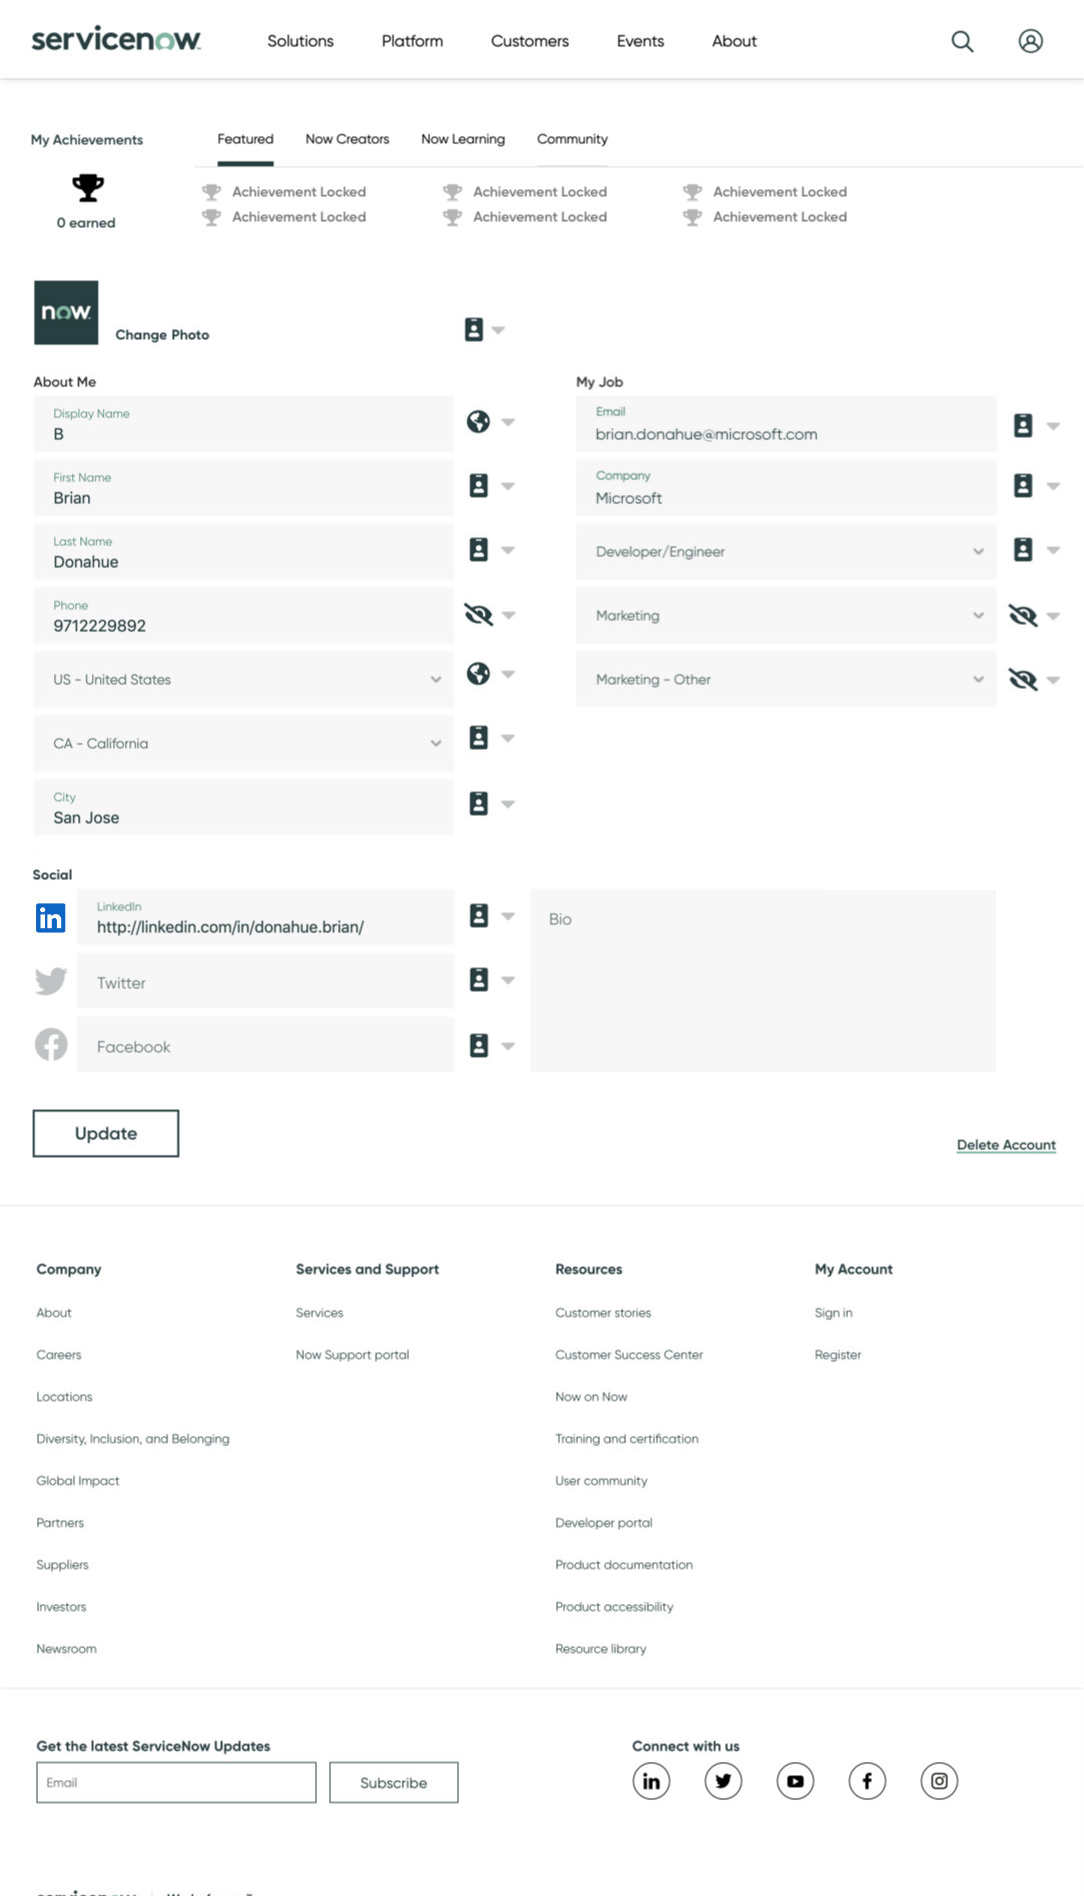 servicenow
Solutions Platform Customers Events About
My Achievements
Featured Now Creators Now Learning Community
0 earned
Achievement Locked Achievement Locked Achievement Locked
Achievement Locked Achievement Locked Achievement Locked
now
Change Photo
About Me
Display Name
B
First Name
Brian
Last Name
Donahue
Phone
9712229892
US - United States
CA - California
City
San Jose
My Job
Email
brian.donahue@microsoft.com
Company
Microsoft
Developer/Engineer
Marketing
Marketing - Other
Social
LinkedIn
http://linkedin.com/in/donahue.brian/
Twitter
Facebook
Bio
Update
Delete Account
Company
About
Careers
Locations
Diversity, Inclusion, and Belonging
Global Impact
Partners
Suppliers
Investors
Newsroom
Services and Support
Services
Now Support portal
Resources
Customer stories
Customer Success Center
Now on Now
Training and certification
User community
Developer portal
Product documentation
Product accessibility
Resource library
My Account
Sign in
Register
Get the latest ServiceNow Updates
Email
Subscribe
Connect with us